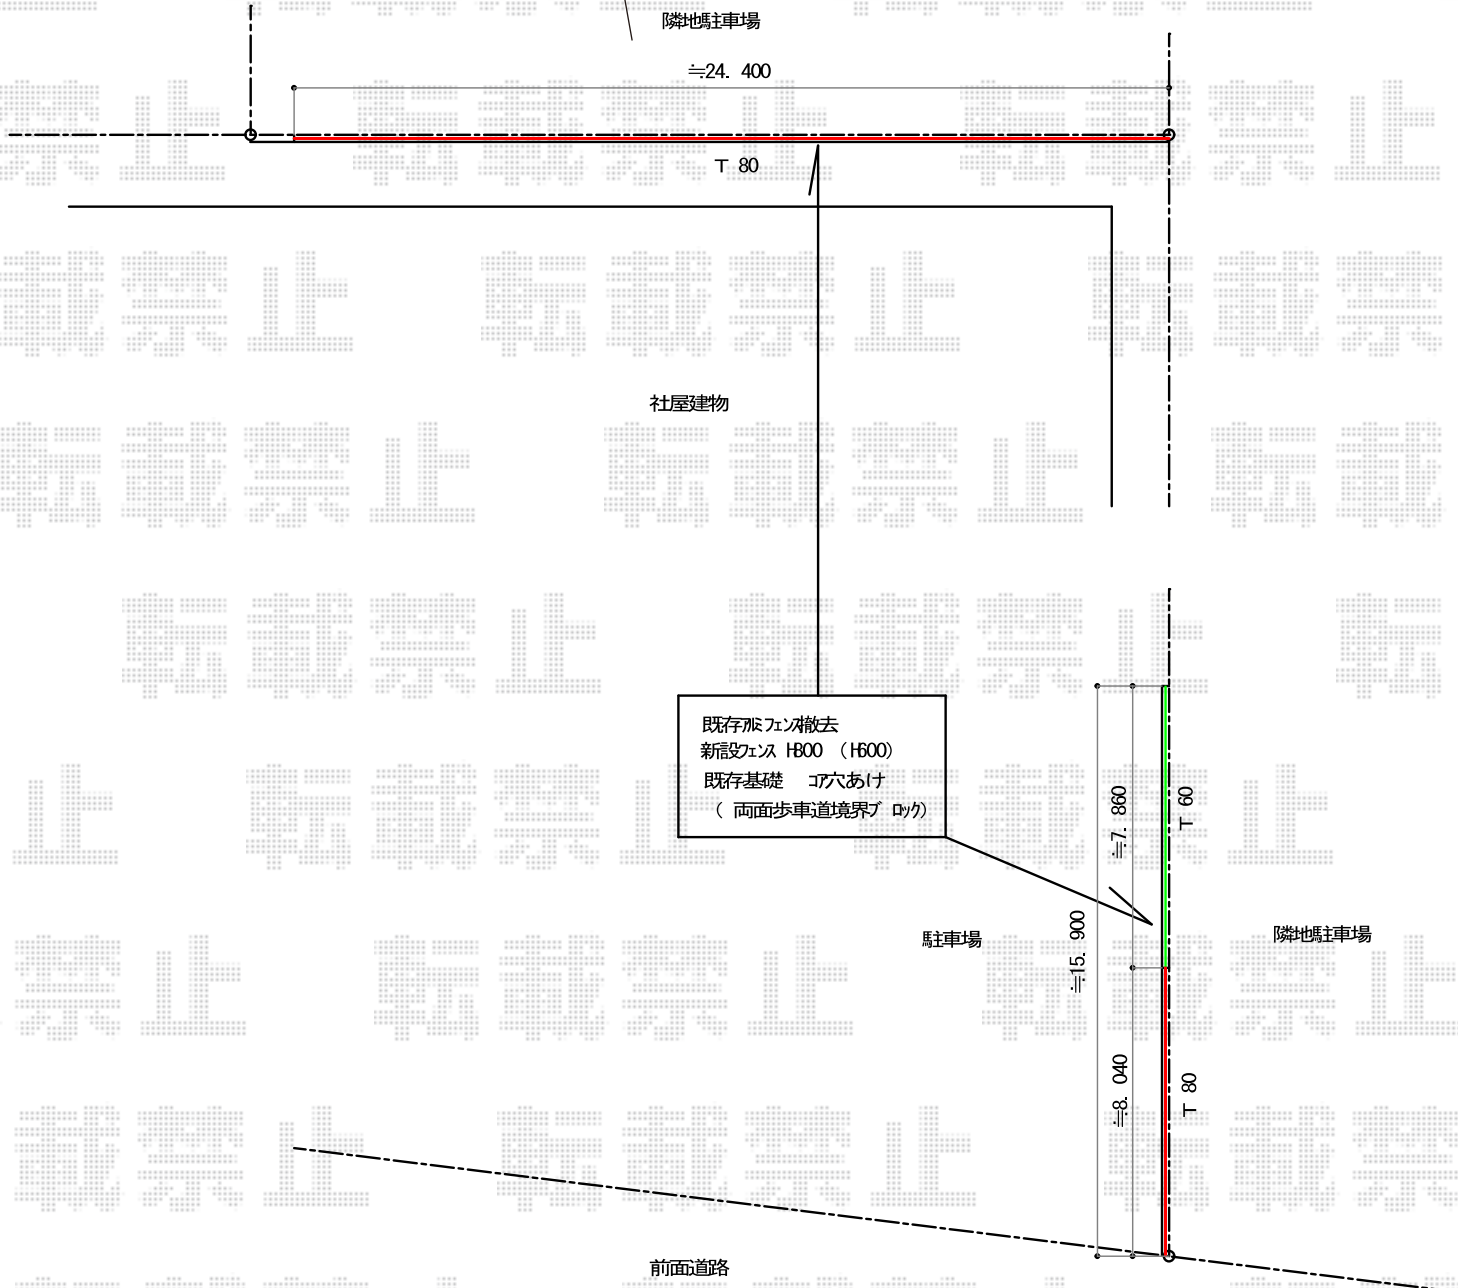 隣地駐車場
≒24.400
T 80
社屋建物
既存アルミフェンス撤去
新設フェンス H800 （H600）
既存基礎 コア穴あけ
（ 両面歩車道境界ブロック）
≒7.860
T 60
≒15.900
駐車場
隣地駐車場
≒8.040
T 80
前面道路
転載禁止